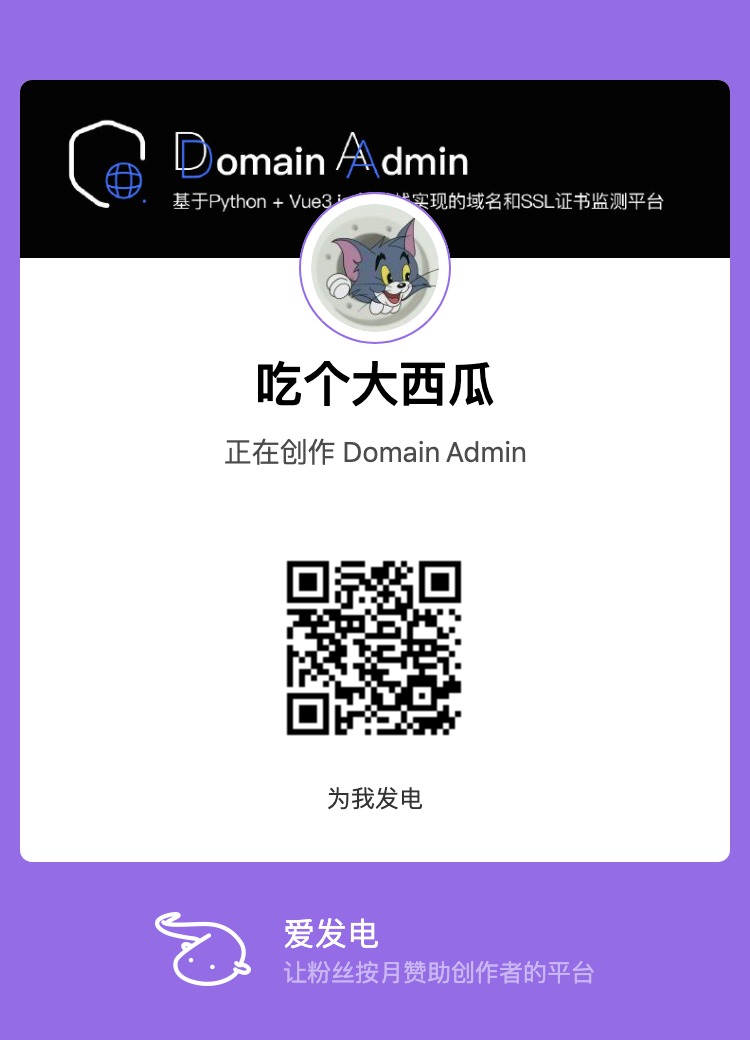 Domain Admin
基于Python + Vue3 实现的域名和SSL证书监测平台
吃个大西瓜
正在创作 Domain Admin
为我发电
爱发电
让粉丝按月赞助创作者的平台